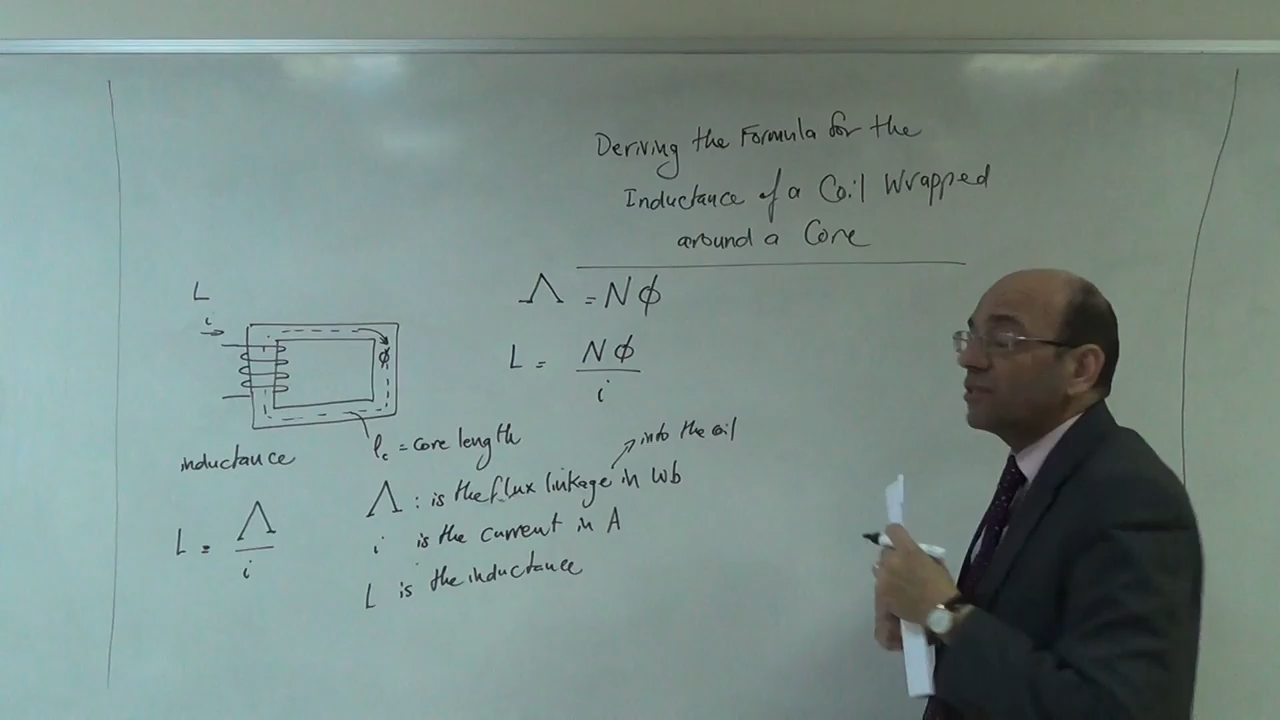 Deriving the Formula for the
Inductance of a Coil Wrapped
around a Core
Λ = Nϕ
L
i
L = Nϕ / i
ϕ
lc = core length
into the coil
inductance
Λ : is the flux linkage in Wb
L = Λ / i
i is the current in A
L is the inductance